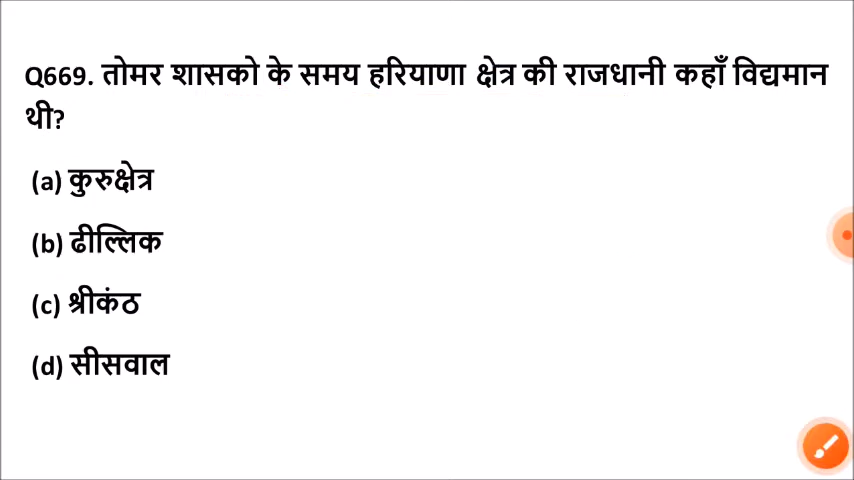 Q669. तोमर शासको के समय हरियाणा क्षेत्र की राजधानी कहाँ विद्यमान
थी?
(a) कुरुक्षेत्र
(b) ढील्लिक
(c) श्रीकंठ
(d) सीसवाल